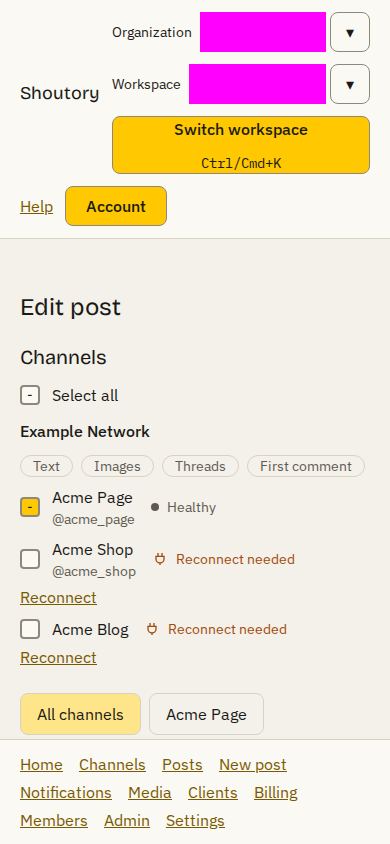 Shoutory
Organization ▾
Workspace ▾
Switch workspace
Ctrl/Cmd+K
Help Account
Edit post
Channels
- Select all
Example Network
Text Images Threads First comment
- Acme Page
@acme_page
Healthy
Acme Shop
@acme_shop
Reconnect needed
Reconnect
Acme Blog Reconnect needed
Reconnect
All channels Acme Page
Home Channels Posts New post
Notifications Media Clients Billing
Members Admin Settings